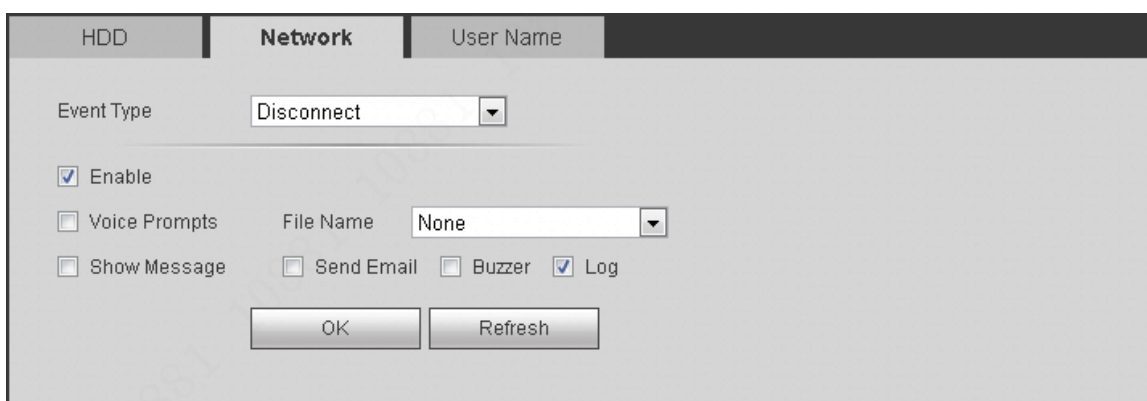 HDD Network User Name
Event Type Disconnect
Enable
Voice Prompts File Name None
Show Message Send Email Buzzer Log
OK Refresh